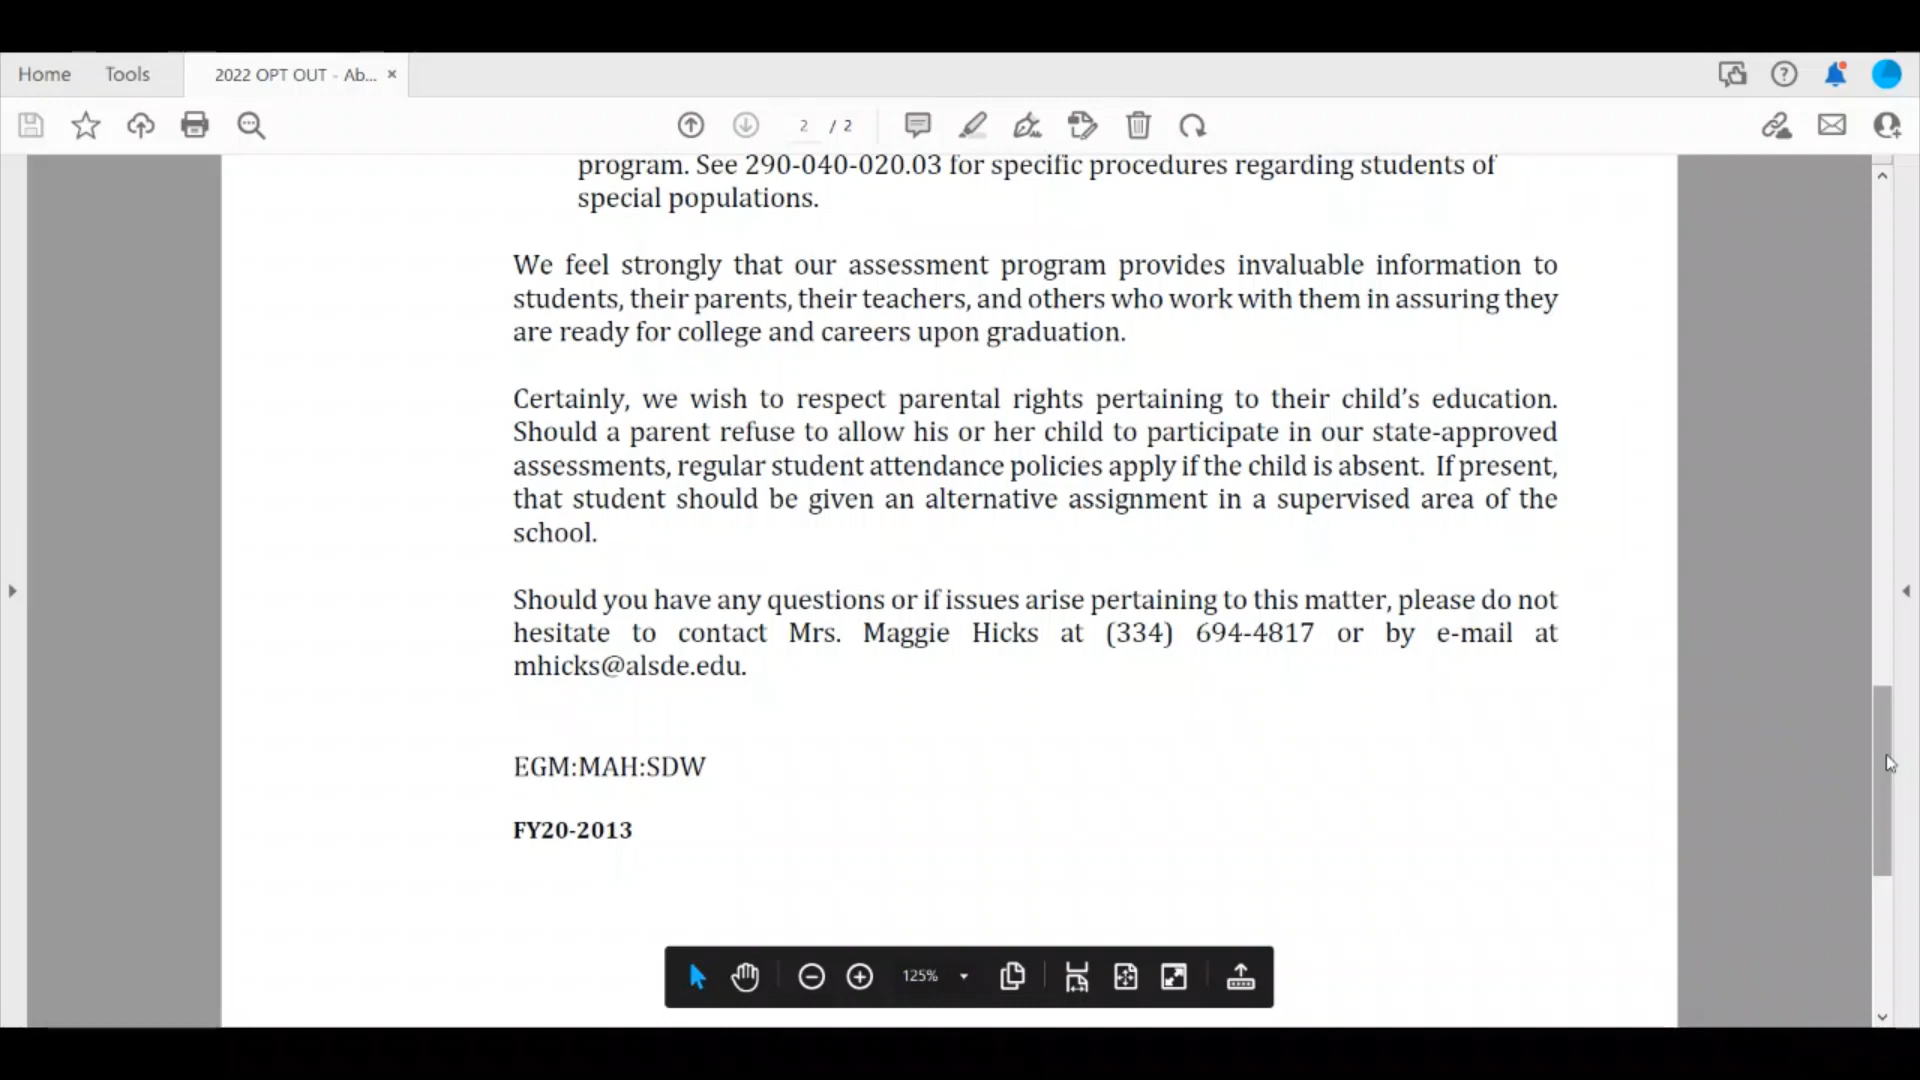 Home Tools 2022 OPT OUT - Ab... ×
2 / 2
program. See 290-040-020.03 for specific procedures regarding students of
special populations.
We feel strongly that our assessment program provides invaluable information to
students, their parents, their teachers, and others who work with them in assuring they
are ready for college and careers upon graduation.
Certainly, we wish to respect parental rights pertaining to their child’s education.
Should a parent refuse to allow his or her child to participate in our state-approved
assessments, regular student attendance policies apply if the child is absent. If present,
that student should be given an alternative assignment in a supervised area of the
school.
Should you have any questions or if issues arise pertaining to this matter, please do not
hesitate to contact Mrs. Maggie Hicks at (334) 694-4817 or by e-mail at
mhicks@alsde.edu.
EGM:MAH:SDW
FY20-2013
125%